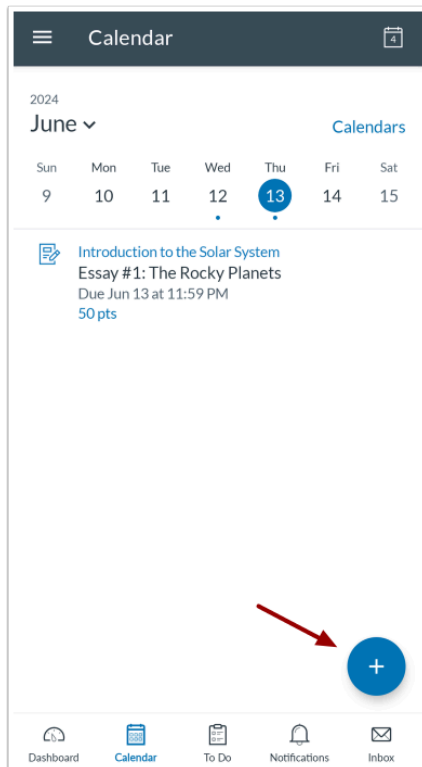 Calendar
4
2024
June
Calendars
Sun Mon Tue Wed Thu Fri Sat
9 10 11 12 13 14 15
Introduction to the Solar System
Essay #1: The Rocky Planets
Due Jun 13 at 11:59 PM
50 pts
+
Dashboard Calendar To Do Notifications Inbox